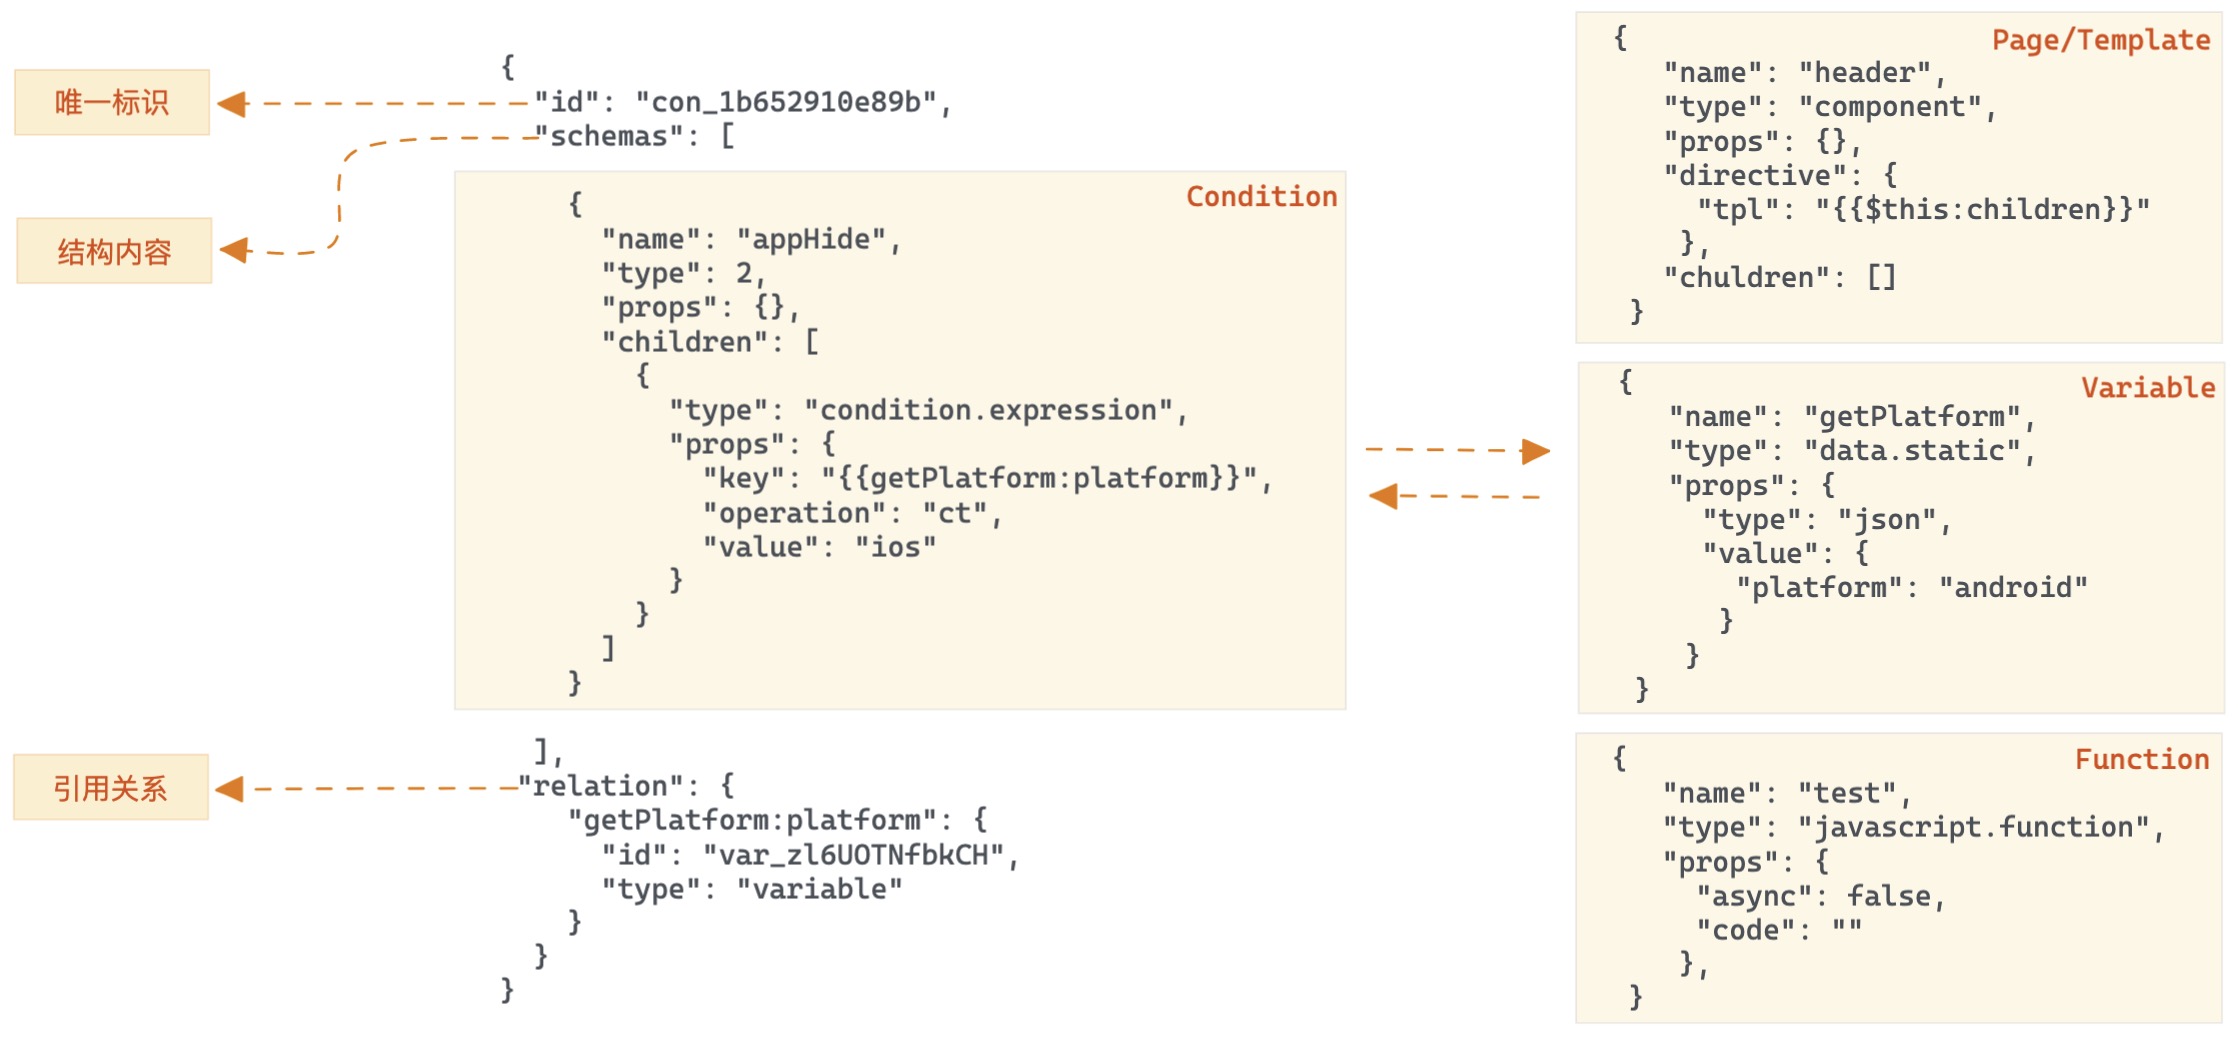 唯一标识
结构内容
引用关系
{
"id": "con_1b652910e89b",
"schemas": [
Condition
{
"name": "appHide",
"type": 2,
"props": {},
"children": [
{
"type": "condition.expression",
"props": {
"key": "{{getPlatform:platform}}",
"operation": "ct",
"value": "ios"
}
}
]
}
],
"relation": {
"getPlatform:platform": {
"id": "var_zl6UOTNfbkCH",
"type": "variable"
}
}
}
Page/Template
{
"name": "header",
"type": "component",
"props": {},
"directive": {
"tpl": "{{$this:children}}"
},
"chuldren": []
}
Variable
{
"name": "getPlatform",
"type": "data.static",
"props": {
"type": "json",
"value": {
"platform": "android"
}
}
}
Function
{
"name": "test",
"type": "javascript.function",
"props": {
"async": false,
"code": ""
},
}